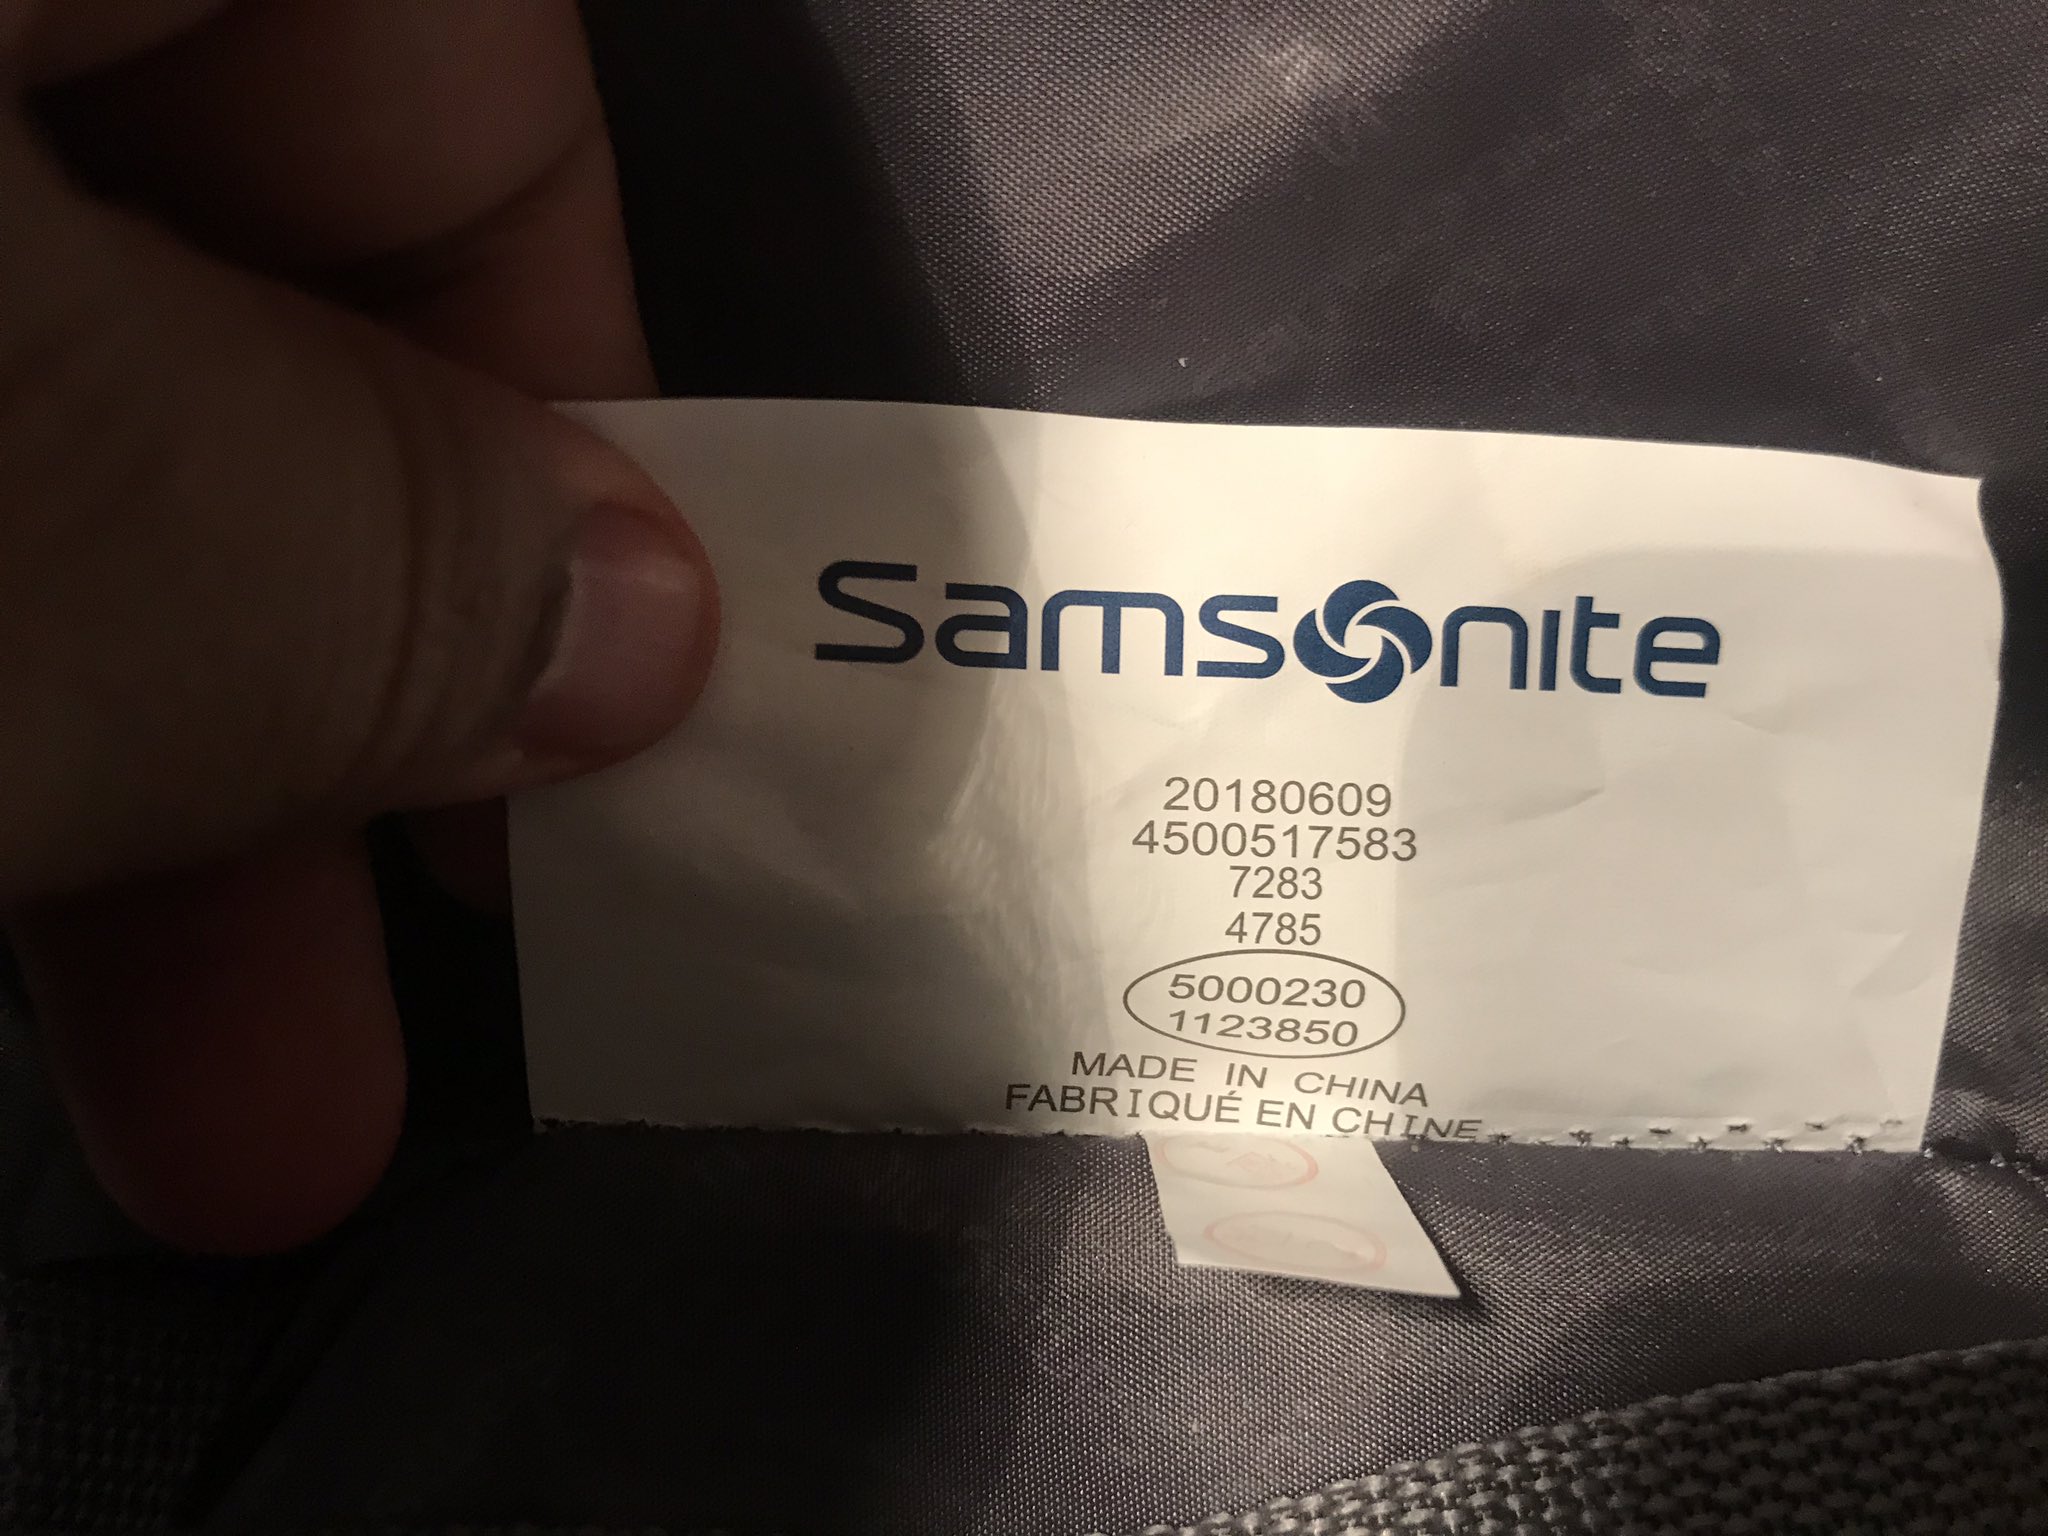 Samsonite
20180609
4500517583
7283
4785
5000230
1123850
MADE IN CHINA
FABRIQUÉ EN CHINE